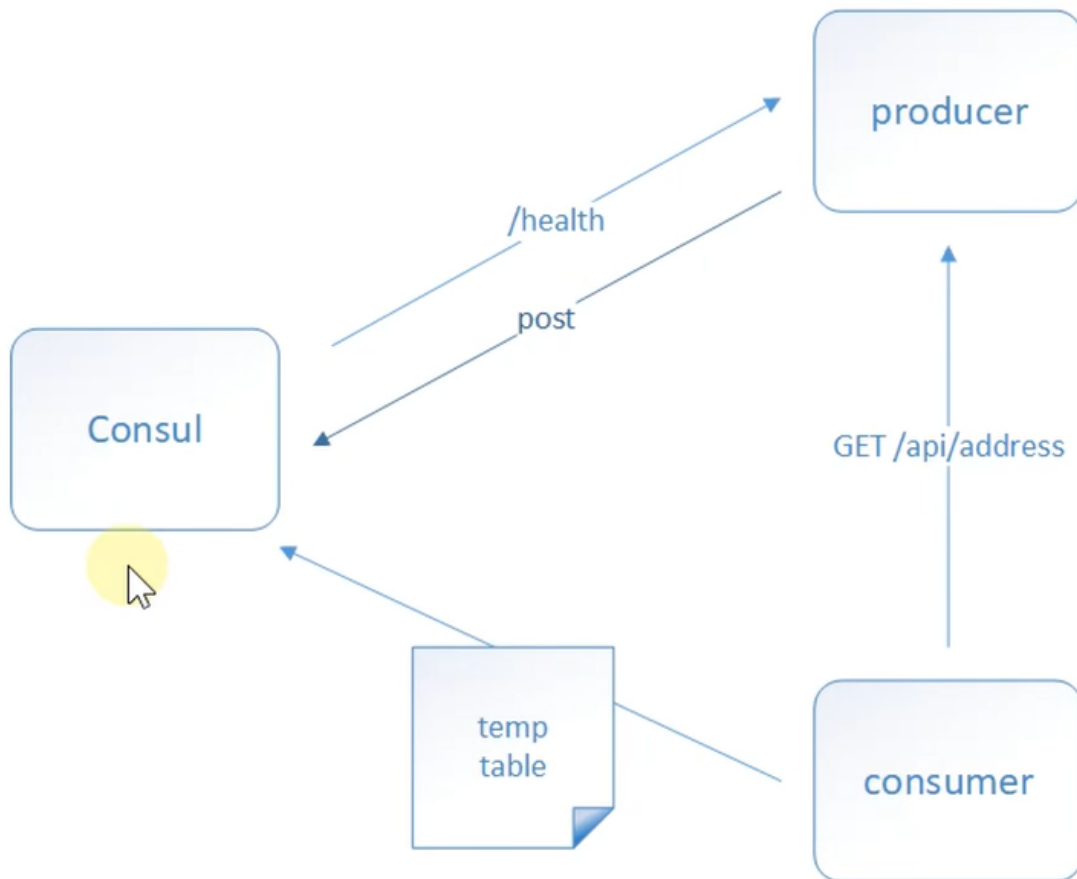 producer
/health
post
Consul
GET /api/address
temp
table
consumer